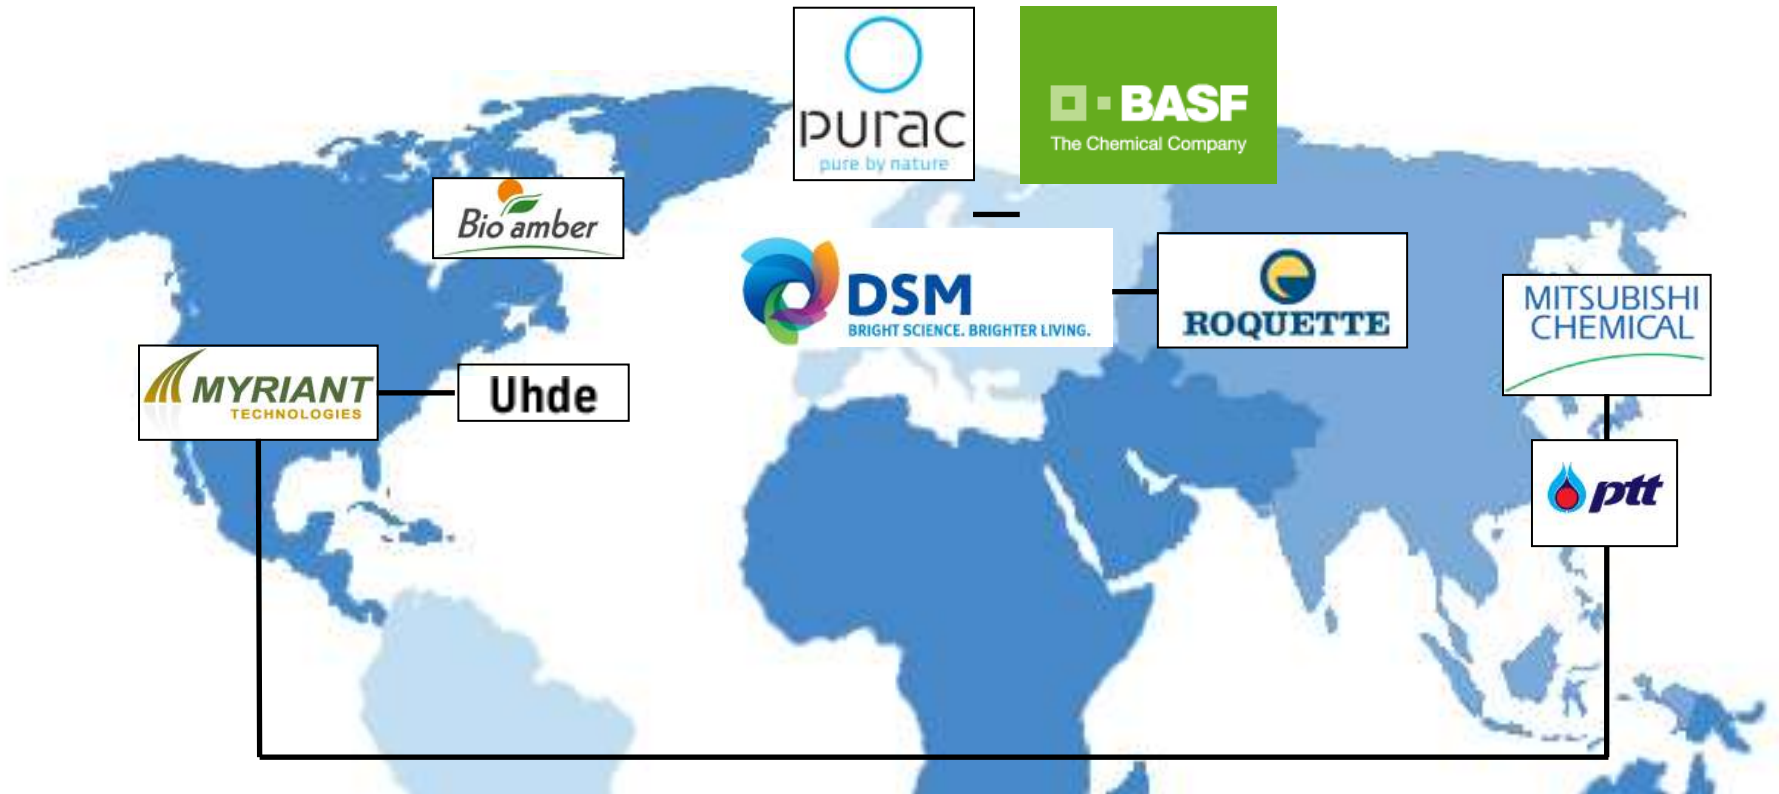 purac
pure by nature
BASF
The Chemical Company
Bio amber
DSM
BRIGHT SCIENCE. BRIGHTER LIVING.
ROQUETTE
MITSUBISHI
CHEMICAL
MYRIANT
TECHNOLOGIES
Uhde
ptt